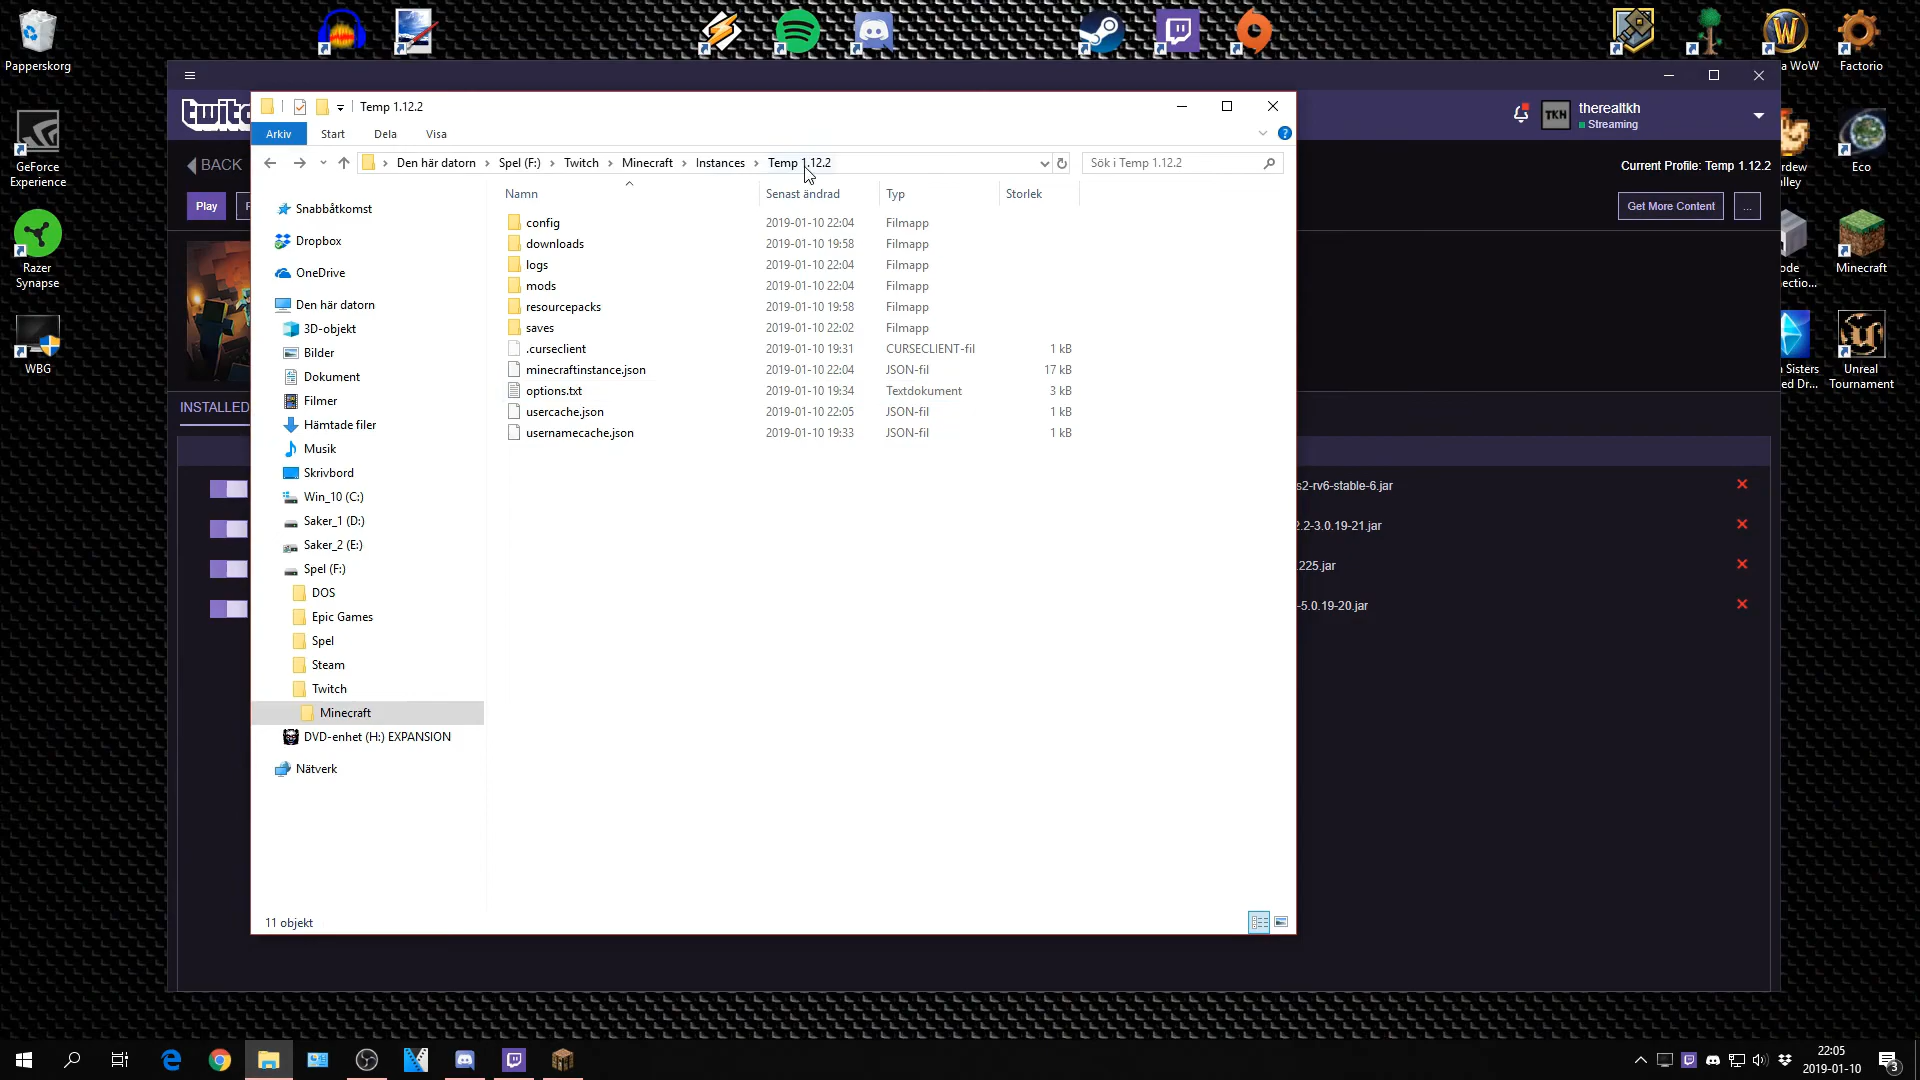 Papperskorg
a WoW
Factorio
Temp 1.12.2
TKH
therealtkh
Streaming
Arkiv
Start
Dela
Visa
BACK
Den här datorn
Spel (F:)
Twitch
Minecraft
Instances
Temp 1.12.2
Sök i Temp 1.12.2
Current Profile: Temp 1.12.2
GeForce
Experience
rdew
lley
Eco
Namn
Senast ändrad
Typ
Storlek
Play
Get More Content
...
Snabbåtkomst
Dropbox
OneDrive
Den här datorn
3D-objekt
Bilder
Dokument
Filmer
Hämtade filer
Musik
Skrivbord
Win_10 (C:)
Saker_1 (D:)
Saker_2 (E:)
Spel (F:)
DOS
Epic Games
Spel
Steam
Twitch
Minecraft
DVD-enhet (H:) EXPANSION
Nätverk
config 2019-01-10 22:04 Filmapp
downloads 2019-01-10 19:58 Filmapp
logs 2019-01-10 22:04 Filmapp
mods 2019-01-10 22:04 Filmapp
resourcepacks 2019-01-10 19:58 Filmapp
saves 2019-01-10 22:02 Filmapp
.curseclient 2019-01-10 19:31 CURSECLIENT-fil 1 kB
minecraftinstance.json 2019-01-10 22:04 JSON-fil 17 kB
options.txt 2019-01-10 19:34 Textdokument 3 kB
usercache.json 2019-01-10 22:05 JSON-fil 1 kB
usernamecache.json 2019-01-10 19:33 JSON-fil 1 kB
Razer
Synapse
ode
nectio...
Minecraft
WBG
n Sisters
ed Dr...
Unreal
Tournament
INSTALLED
s2-rv6-stable-6.jar
2.2-3.0.19-21.jar
.225.jar
-5.0.19-20.jar
11 objekt
22:05
2019-01-10
3